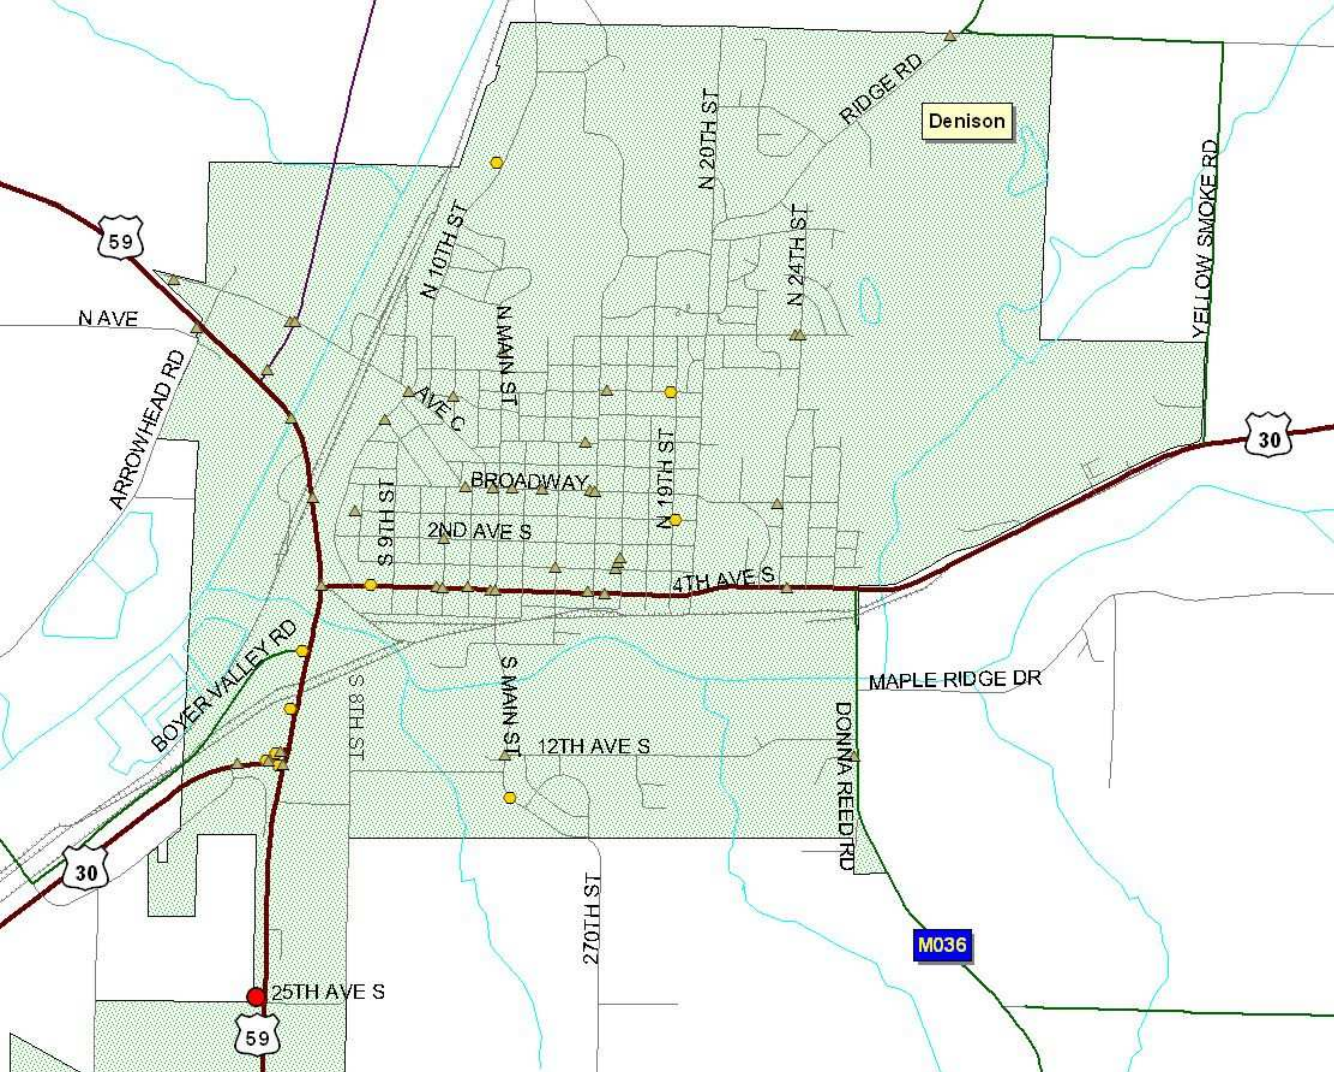 RIDGE RD
N 20TH ST
Denison
YELLOW SMOKE RD
59
N 10TH ST
N 24TH ST
N AVE
N MAIN ST
ARROWHEAD RD
AVE C
30
BROADWAY
N 19TH ST
S 9TH ST
2ND AVE S
4TH AVE S
BOYER VALLEY RD
S 8TH ST
S MAIN ST
MAPLE RIDGE DR
12TH AVE S
DONNA REED RD
30
270TH ST
M036
25TH AVE S
59